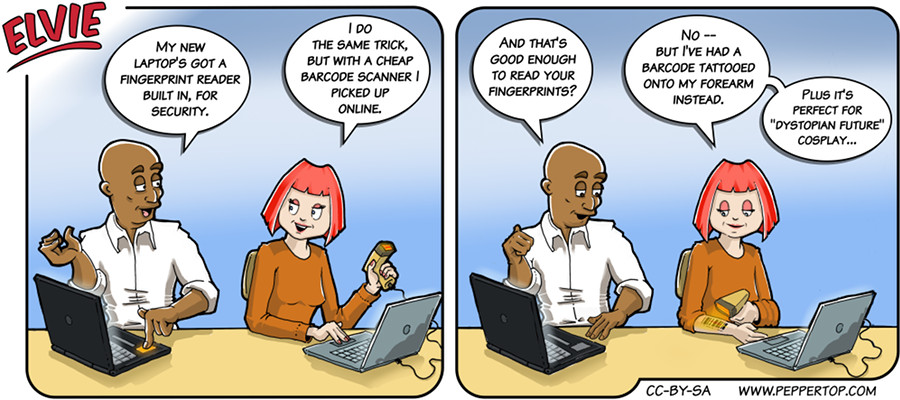 ELVIE
MY NEW
LAPTOP'S GOT A
FINGERPRINT READER
BUILT IN, FOR
SECURITY.
I DO
THE SAME TRICK,
BUT WITH A CHEAP
BARCODE SCANNER I
PICKED UP
ONLINE.
AND THAT'S
GOOD ENOUGH
TO READ YOUR
FINGERPRINTS?
NO --
BUT I'VE HAD A
BARCODE TATTOOED
ONTO MY FOREARM
INSTEAD.
PLUS IT'S
PERFECT FOR
"DYSTOPIAN FUTURE"
COSPLAY...
CC-BY-SA WWW.PEPPERTOP.COM